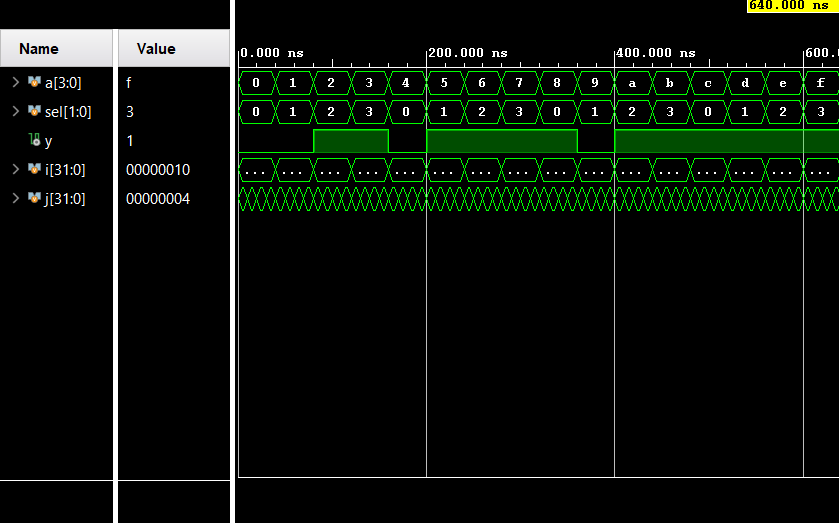 640.000 ns
Name Value
0.000 ns 200.000 ns 400.000 ns 600.
a[3:0] f 0 1 2 3 4 5 6 7 8 9 a b c d e f
sel[1:0] 3 0 1 2 3 0 1 2 3 0 1 2 3 0 1 2 3
y 1
i[31:0] 00000010 ... ... ... ... ... ... ... ... ... ... ... ... ... ... ... ...
j[31:0] 00000004